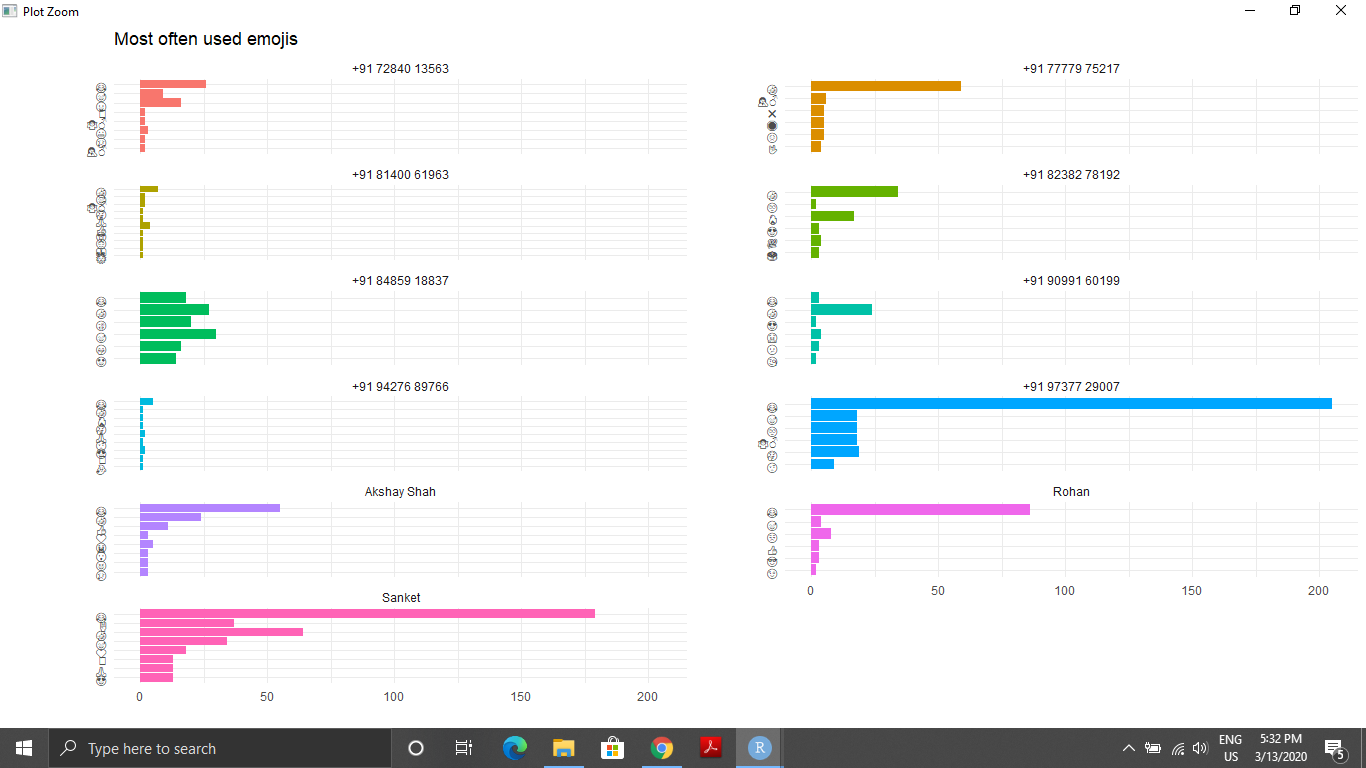 Plot Zoom
Most often used emojis
+91 72840 13563
+91 77779 75217
+91 81400 61963
+91 82382 78192
+91 84859 18837
+91 90991 60199
+91 94276 89766
+91 97377 29007
Akshay Shah
Rohan
0 50 100 150 200
Sanket
0 50 100 150 200
Type here to search
R
ENG
US
5:32 PM
3/13/2020
5